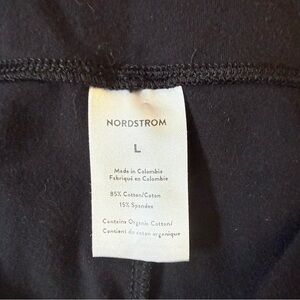 NORDSTROM
L
Made in Colombia
Fabriqué en Colombie
85% Cotton/Coton
15% Spandex
Contains Organic Cotton/
Contient du coton organique